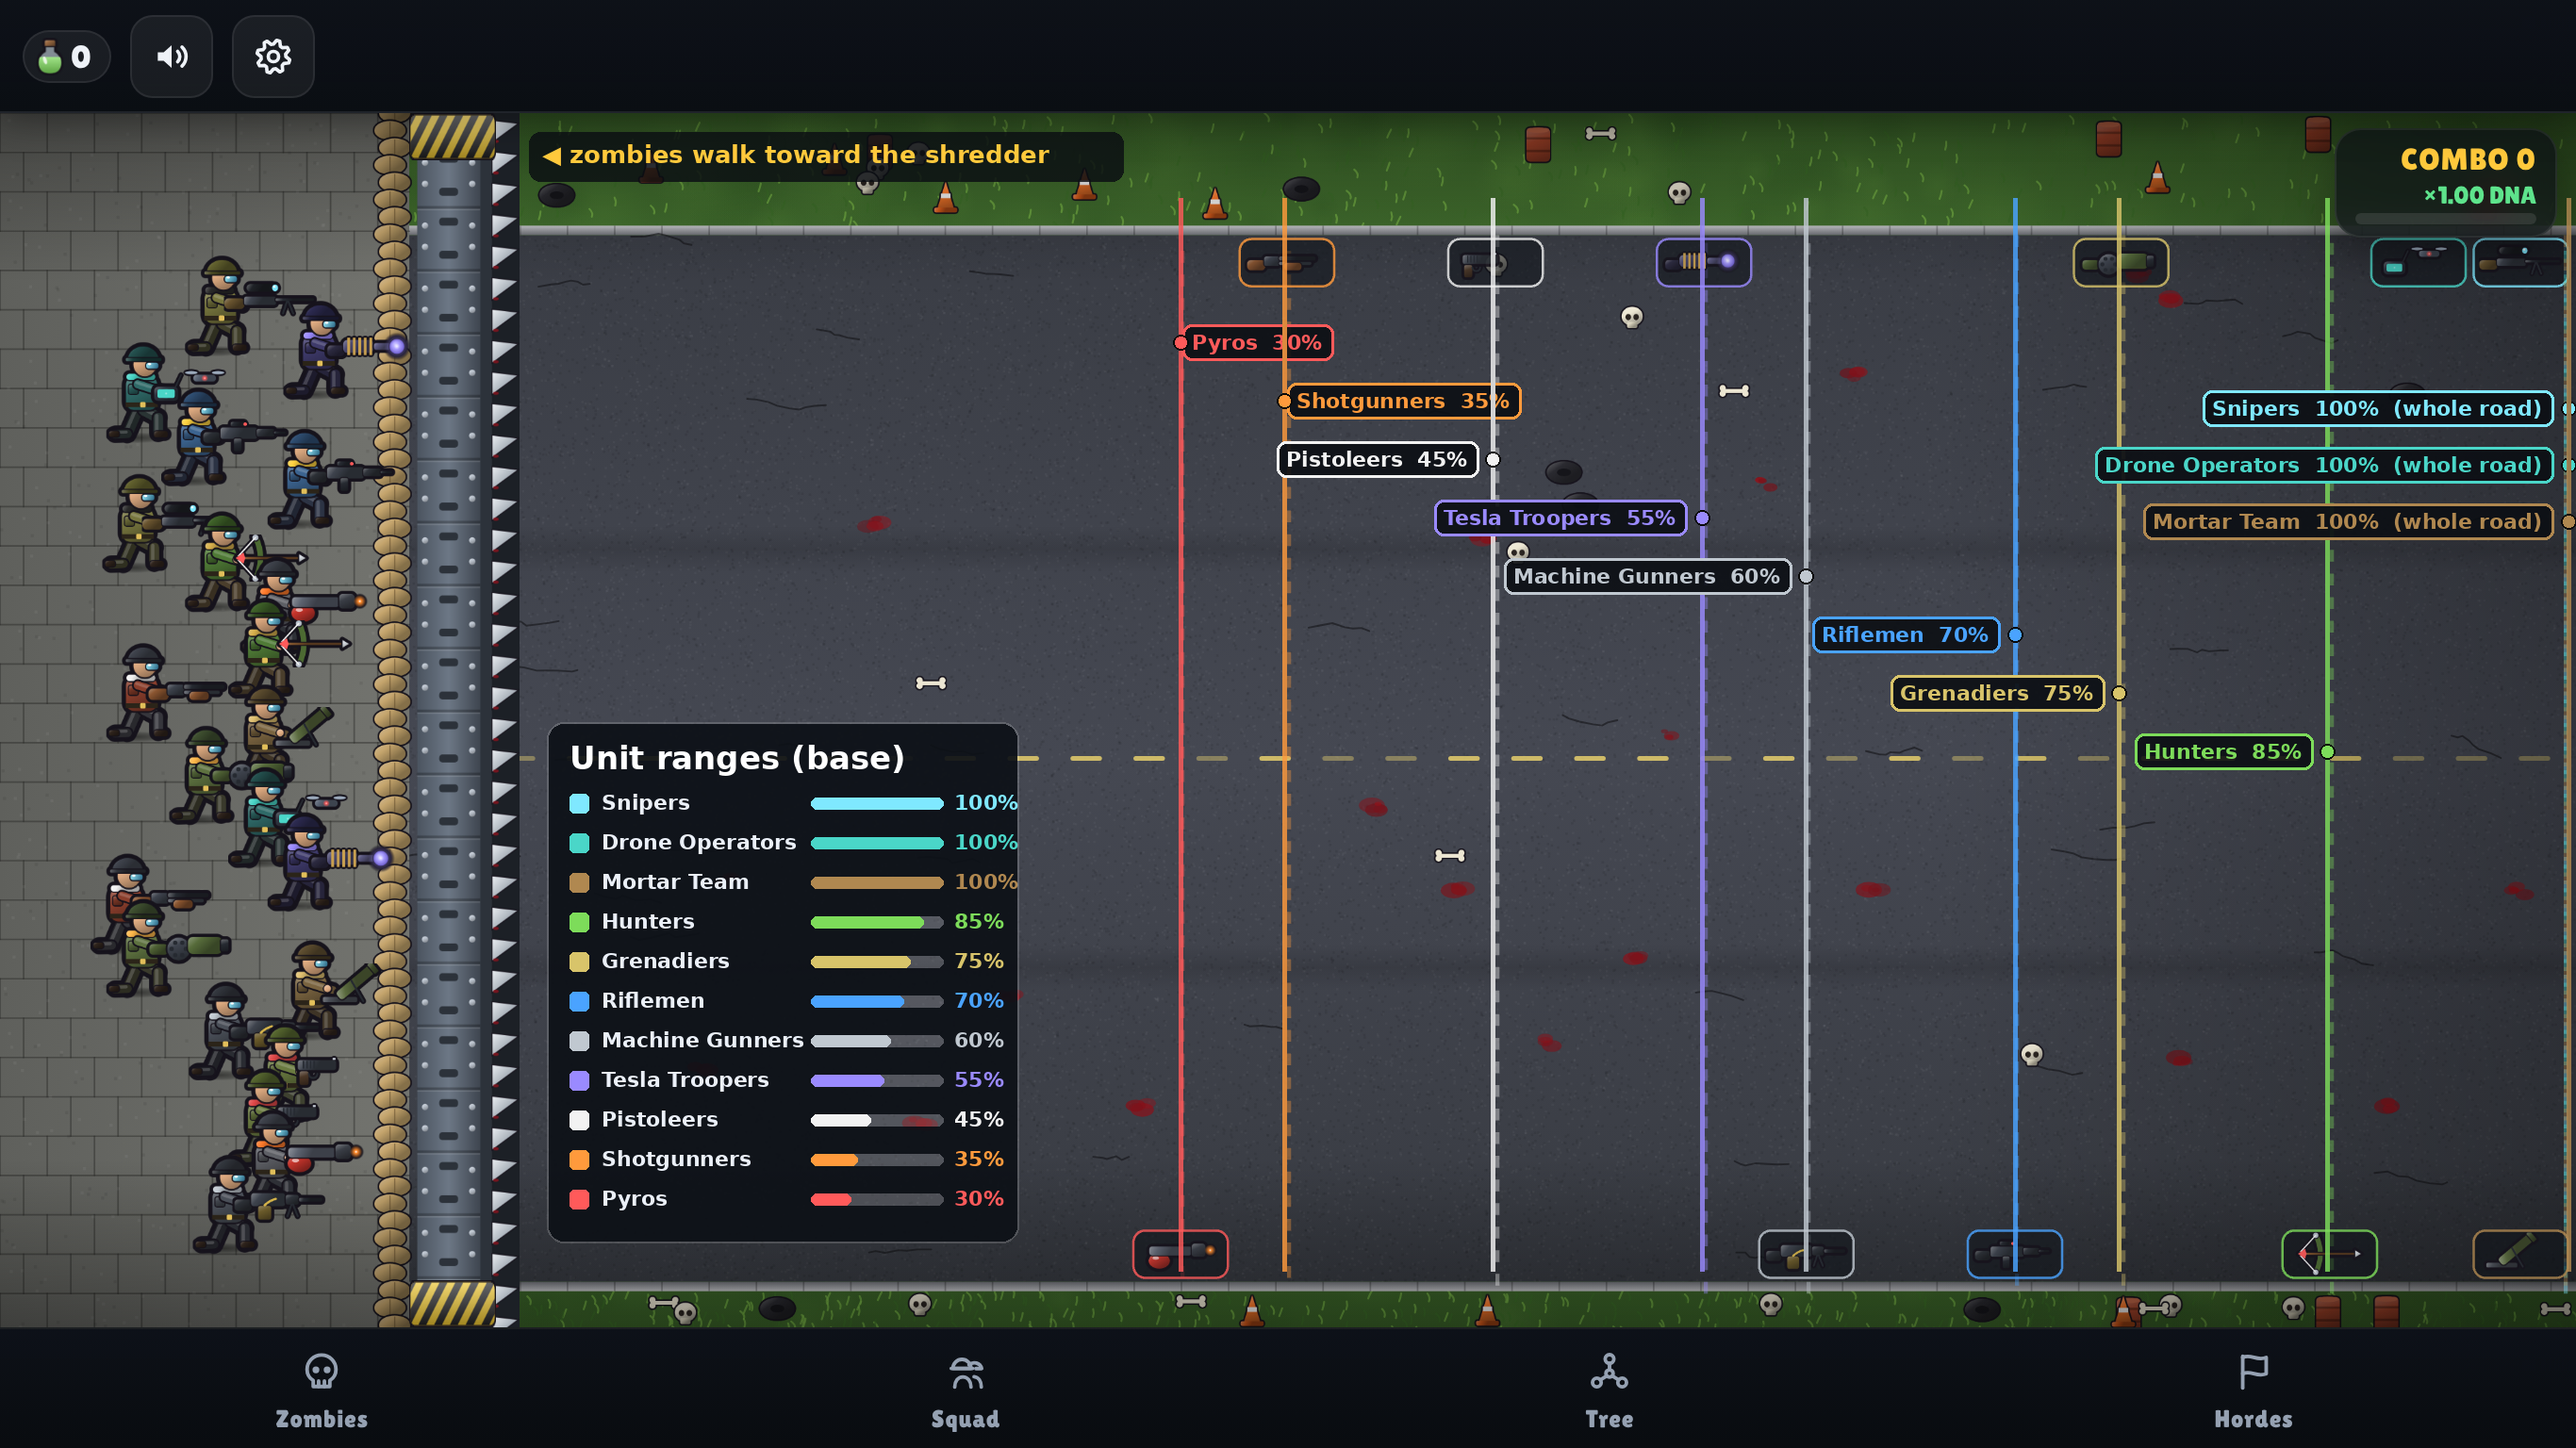 0
◀ zombies walk toward the shredder
COMBO 0
×1.00 DNA
Pyros 30%
Shotgunners 35%
Pistoleers 45%
Tesla Troopers 55%
Machine Gunners 60%
Riflemen 70%
Grenadiers 75%
Hunters 85%
Snipers 100% (whole road)
Drone Operators 100% (whole road)
Mortar Team 100% (whole road)
Unit ranges (base)
Snipers 100%
Drone Operators 100%
Mortar Team 100%
Hunters 85%
Grenadiers 75%
Riflemen 70%
Machine Gunners 60%
Tesla Troopers 55%
Pistoleers 45%
Shotgunners 35%
Pyros 30%
Zombies
Squad
Tree
Hordes